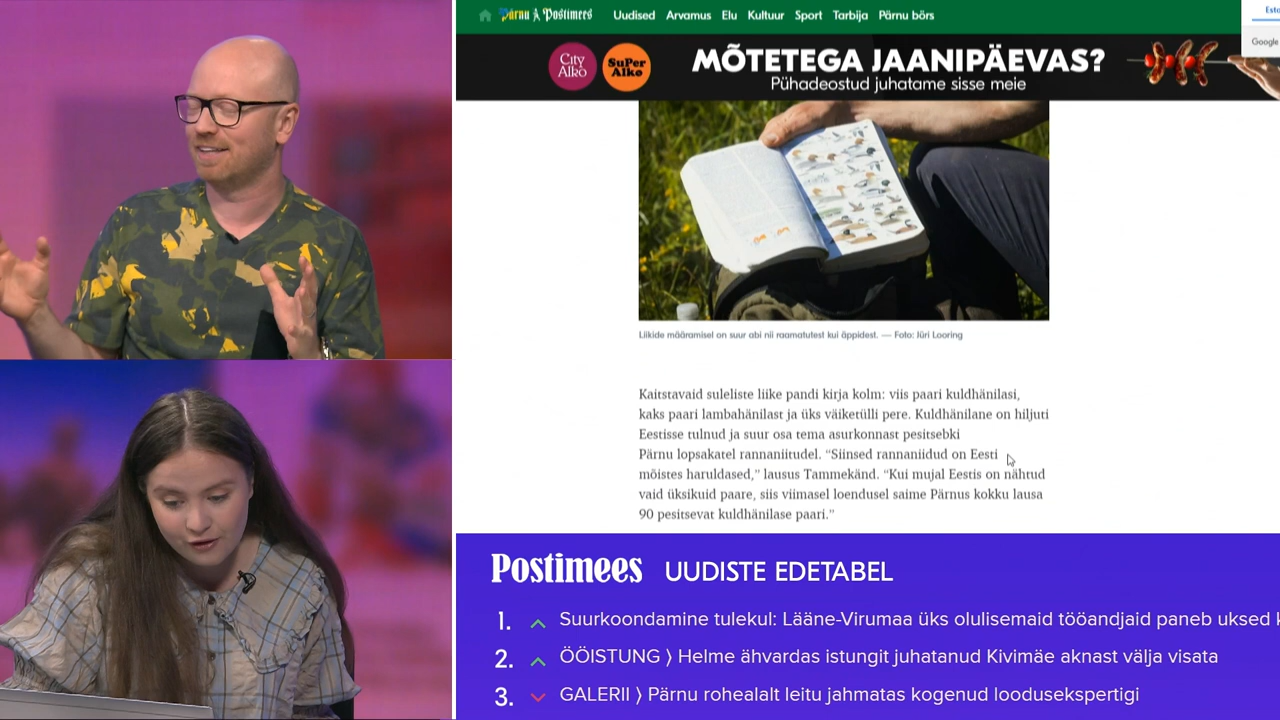 Pärnu Postimees
Uudised Arvamus Elu Kultuur Sport Tarbija Pärnu börs
Google
City Alko
SuPer Alko
MÕTETEGA JAANIPÄEVAS?
Pühadeostud juhatame sisse meie
Liikide määramisel on suur abi nii raamatutest kui äppidest. — Foto: Jüri Looring
Kaitstavaid suleliste liike pandi kirja kolm: viis paari kuldhänilasi,
kaks paari lambahänilast ja üks väiketülli pere. Kuldhänilane on hiljuti
Eestisse tulnud ja suur osa tema asurkonnast pesitsebki
Pärnu lopsakatel rannaniitudel. “Siinsed rannaniidud on Eesti
mõistes haruldased,” lausus Tammekänd. “Kui mujal Eestis on nähtud
vaid üksikuid paare, siis viimasel loendusel saime Pärnus kokku lausa
90 pesitsevat kuldhänilase paari.”
Postimees UUDISTE EDETABEL
1. Suurkoondamine tulekul: Lääne-Virumaa üks olulisemaid tööandjaid paneb uksed
2. ÖÖISTUNG ⟩ Helme ähvardas istungit juhatanud Kivimäe aknast välja visata
3. GALERII ⟩ Pärnu rohealalt leitu jahmatas kogenud loodusekspertigi